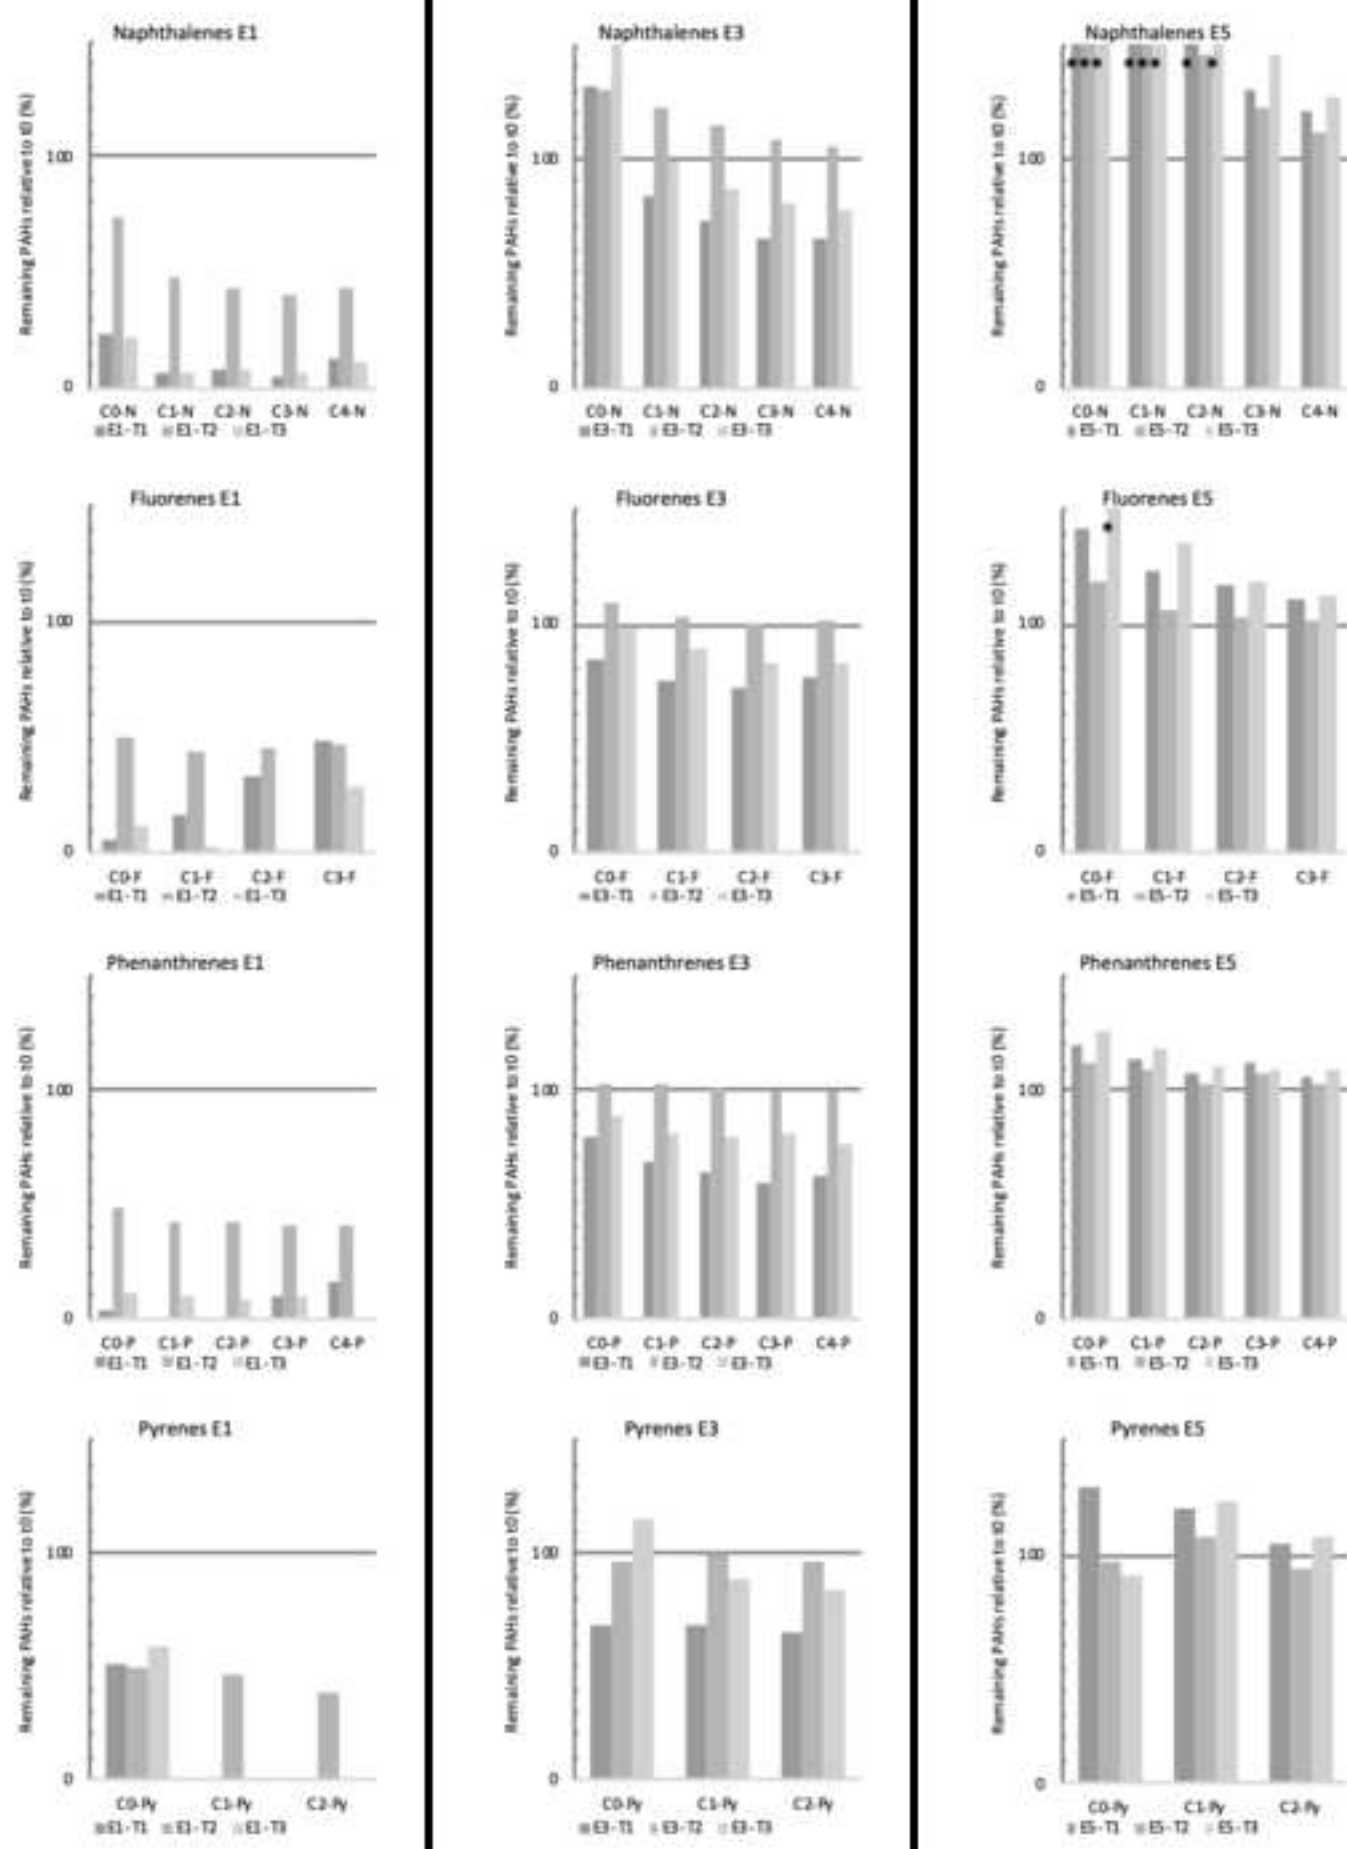 Naphthalenes E1
Remaining PAHs relative to t0 (%)
100
0
C0-N C1-N C2-N C3-N C4-N
E1-T1 E1-T2 E1-T3
Naphthalenes E3
Remaining PAHs relative to t0 (%)
100
0
C0-N C1-N C2-N C3-N C4-N
E3-T1 E3-T2 E3-T3
Naphthalenes E5
Remaining PAHs relative to t0 (%)
100
0
C0-N C1-N C2-N C3-N C4-N
E5-T1 E5-T2 E5-T3
Fluorenes E1
Remaining PAHs relative to t0 (%)
100
0
C0-F C1-F C2-F C3-F
E1-T1 E1-T2 E1-T3
Fluorenes E3
Remaining PAHs relative to t0 (%)
100
0
C0-F C1-F C2-F C3-F
E3-T1 E3-T2 E3-T3
Fluorenes E5
Remaining PAHs relative to t0 (%)
100
0
C0-F C1-F C2-F C3-F
E5-T1 E5-T2 E5-T3
Phenanthrenes E1
Remaining PAHs relative to t0 (%)
100
0
C0-P C1-P C2-P C3-P C4-P
E1-T1 E1-T2 E1-T3
Phenanthrenes E3
Remaining PAHs relative to t0 (%)
100
0
C0-P C1-P C2-P C3-P C4-P
E3-T1 E3-T2 E3-T3
Phenanthrenes E5
Remaining PAHs relative to t0 (%)
100
0
C0-P C1-P C2-P C3-P C4-P
E5-T1 E5-T2 E5-T3
Pyrenes E1
Remaining PAHs relative to t0 (%)
100
0
C0-Py C1-Py C2-Py
E1-T1 E1-T2 E1-T3
Pyrenes E3
Remaining PAHs relative to t0 (%)
100
0
C0-Py C1-Py C2-Py
E3-T1 E3-T2 E3-T3
Pyrenes E5
Remaining PAHs relative to t0 (%)
100
0
C0-Py C1-Py C2-Py
E5-T1 E5-T2 E5-T3